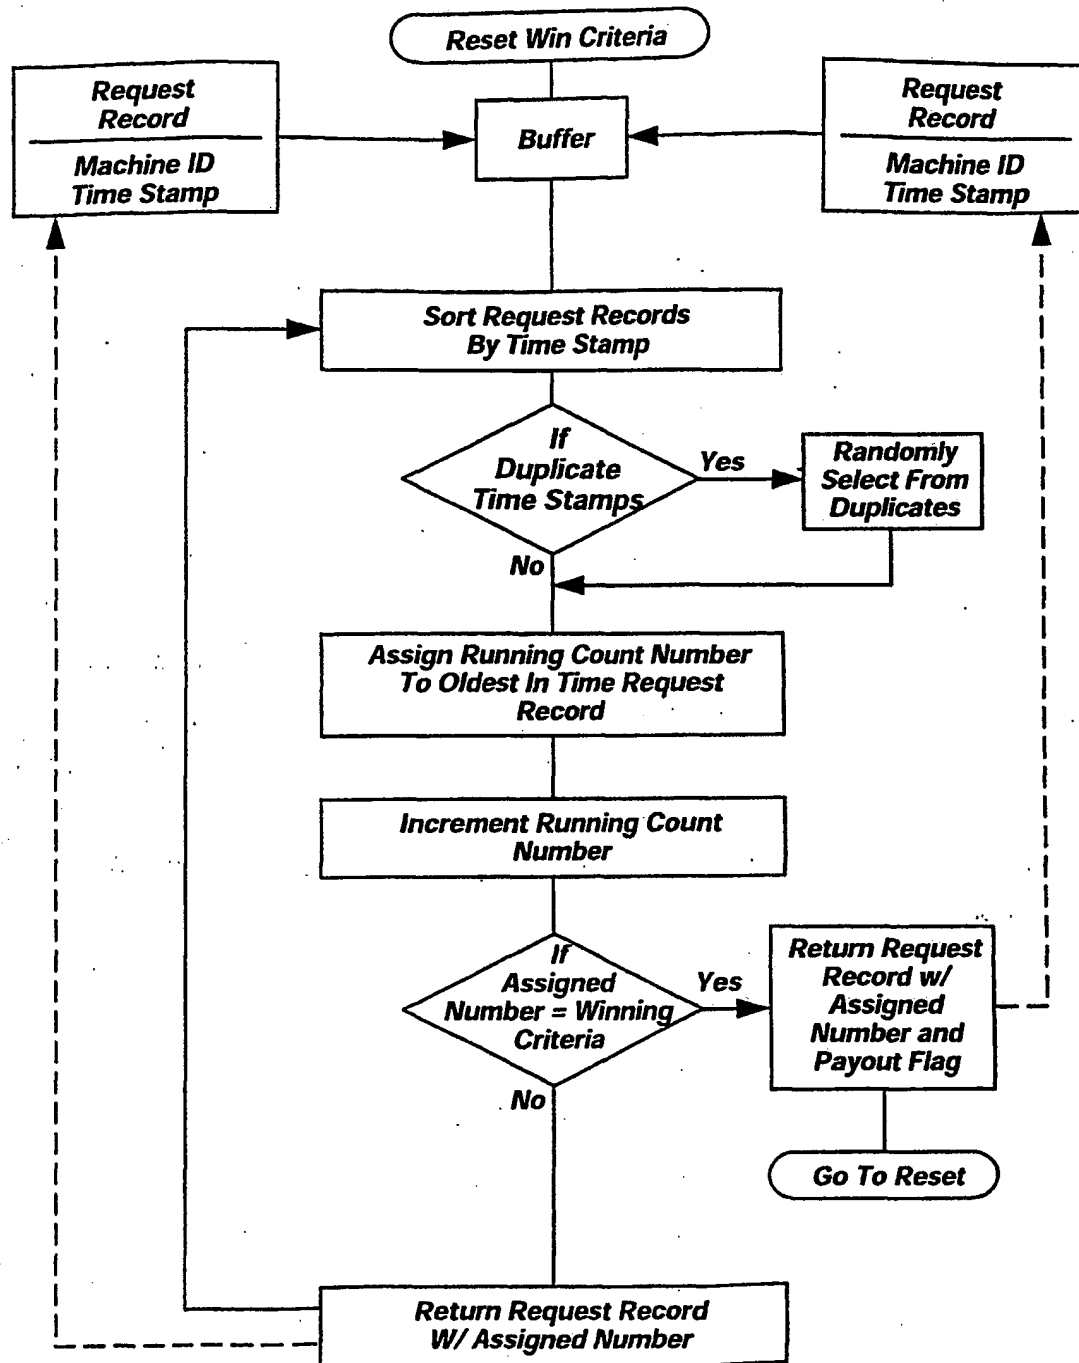 Reset Win Criteria
Request
Record
Machine ID
Time Stamp
Buffer
Request
Record
Machine ID
Time Stamp
Sort Request Records
By Time Stamp
If
Duplicate
Time Stamps
Yes
Randomly
Select From
Duplicates
No
Assign Running Count Number
To Oldest In Time Request
Record
Increment Running Count
Number
If
Assigned
Number = Winning
Criteria
Yes
Return Request
Record w/
Assigned
Number and
Payout Flag
No
Go To Reset
Return Request Record
W/ Assigned Number